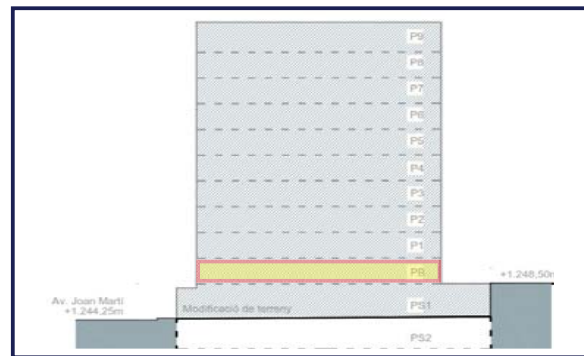 P9
P8
P7
P6
P5
P4
P3
P2
P1
PB
+1.248,50m
Av. Joan Martí
+1.244,25m
Modificació de terreny
PS1
PS2